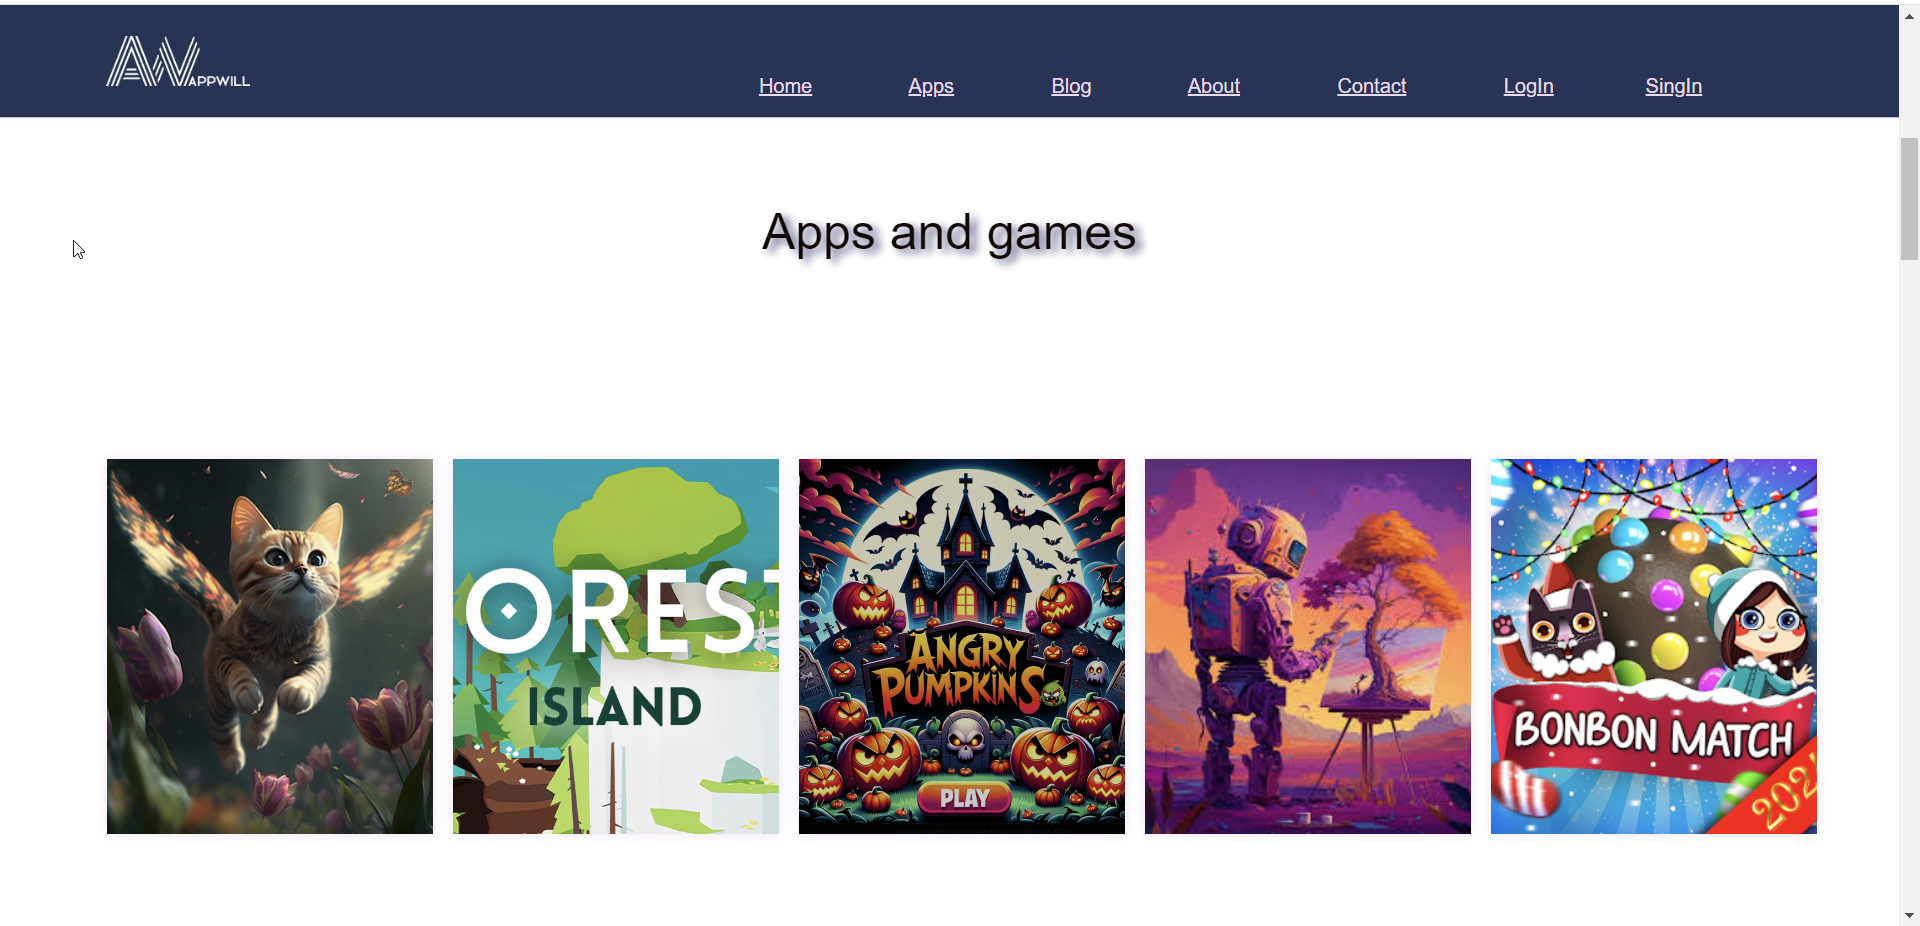 AW APPWILL
Home Apps Blog About Contact LogIn SingIn
Apps and games
OREST
ISLAND
ANGRY
PUMPKINS
PLAY
BONBON MATCH
202